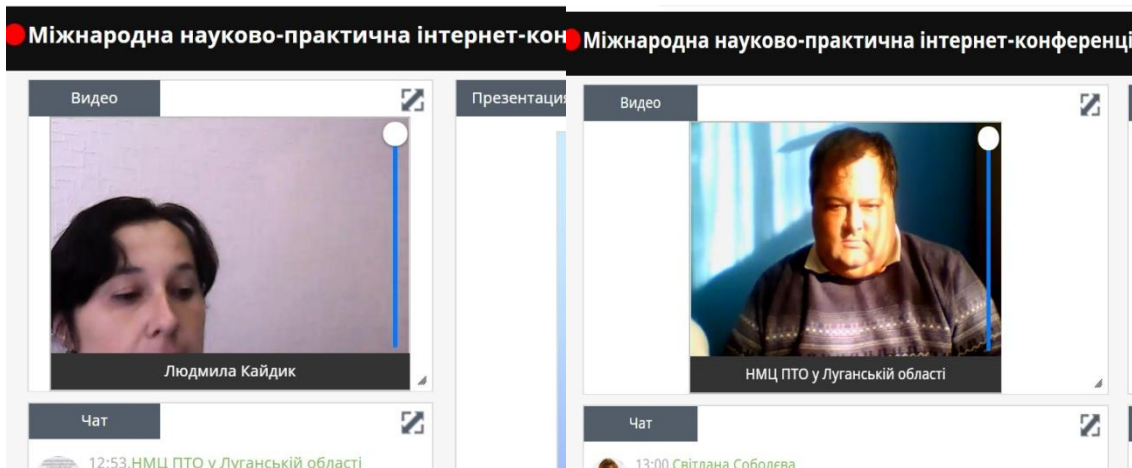 Міжнародна науково-практична інтернет-кон
Видео
Презентация
Людмила Кайдик
Чат
12:53 НМЦ ПТО у Луганській області
Міжнародна науково-практична інтернет-конференці
Видео
НМЦ ПТО у Луганській області
Чат
13:00 Світлана Соболєва